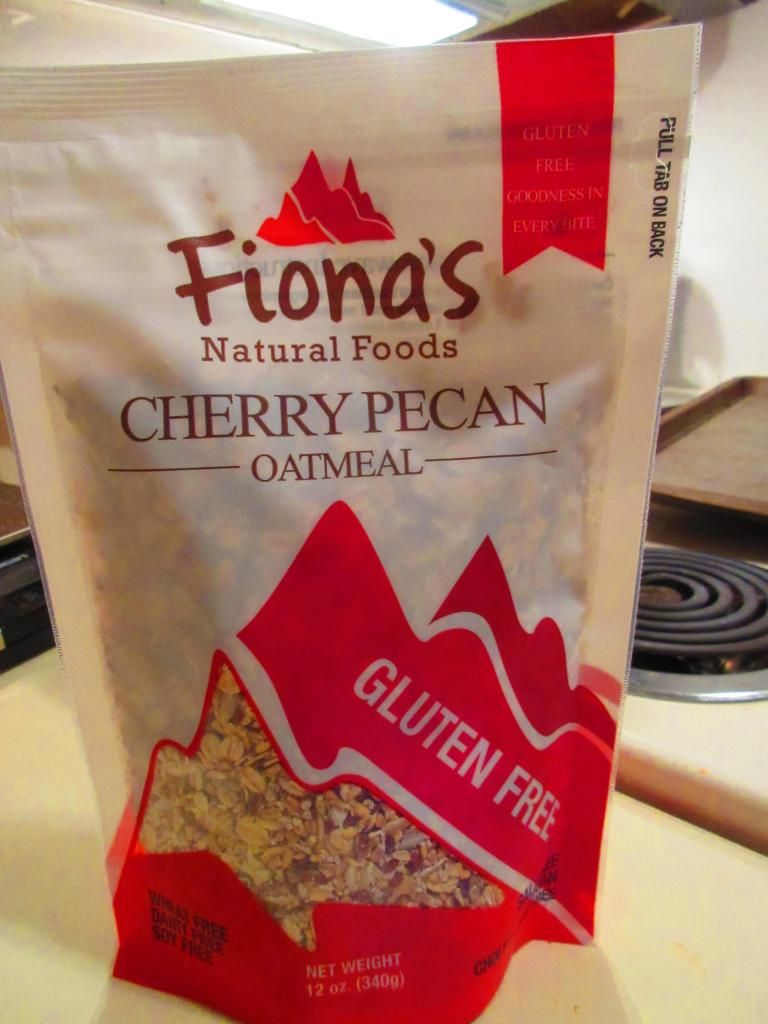 GLUTEN
FREE
GOODNESS IN
EVERY BITE
PULL TAB ON BACK
Fiona's
Natural Foods
CHERRY PECAN
OATMEAL
GLUTEN FREE
WHEAT FREE
DAIRY FREE
SOY FREE
NET WEIGHT
12 oz. (340g)